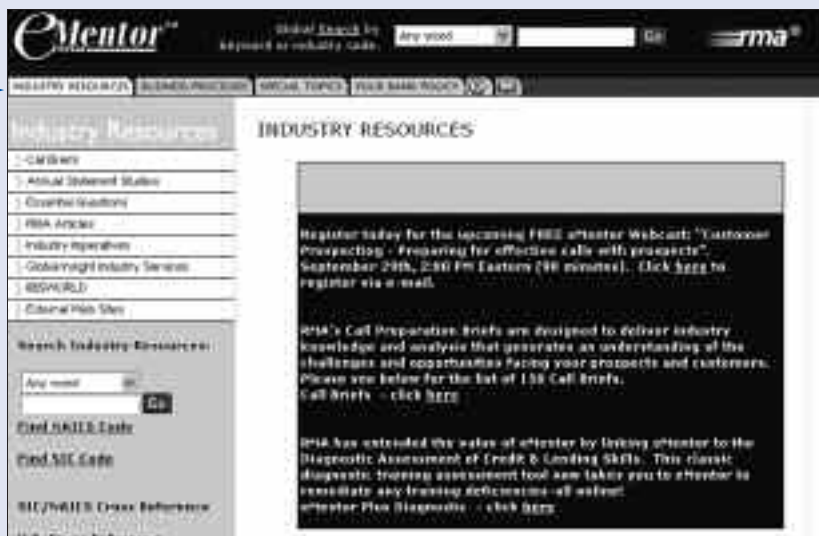 eMentor™
Global Search by
keyword or industry code.
Any word
Go
rma®
INDUSTRY RESOURCES
BUSINESS PROCESSES
SPECIAL TOPICS
YOUR BANK POLICY
Industry Resources
Call Briefs
Annual Statement Studies
Essential Questions
RMA Articles
Industry Imperatives
Global Insight Industry Services
IBISWORLD
External Web Sites
Search Industry Resources:
Any word
Go
Find NAICS Code
Find SIC Code
SIC/NAICS Cross Reference
INDUSTRY RESOURCES
Register today for the upcoming FREE eMentor Webcast: "Customer
Prospecting - Preparing for effective calls with prospects".
September 29th, 2:00 PM Eastern (90 minutes). Click here to
register via e-mail.
RMA's Call Preparation Briefs are designed to deliver industry
knowledge and analysis that generates an understanding of the
challenges and opportunities facing your prospects and customers.
Please see below for the list of 150 Call Briefs.
Call Briefs - click here
RMA has extended the value of eMentor by linking eMentor to the
Diagnostic Assessment of Credit & Lending Skills. This classic
diagnostic training assessment tool now takes you to eMentor to
remediate any training deficiencies-all online!
eMentor Plus Diagnostic - click here